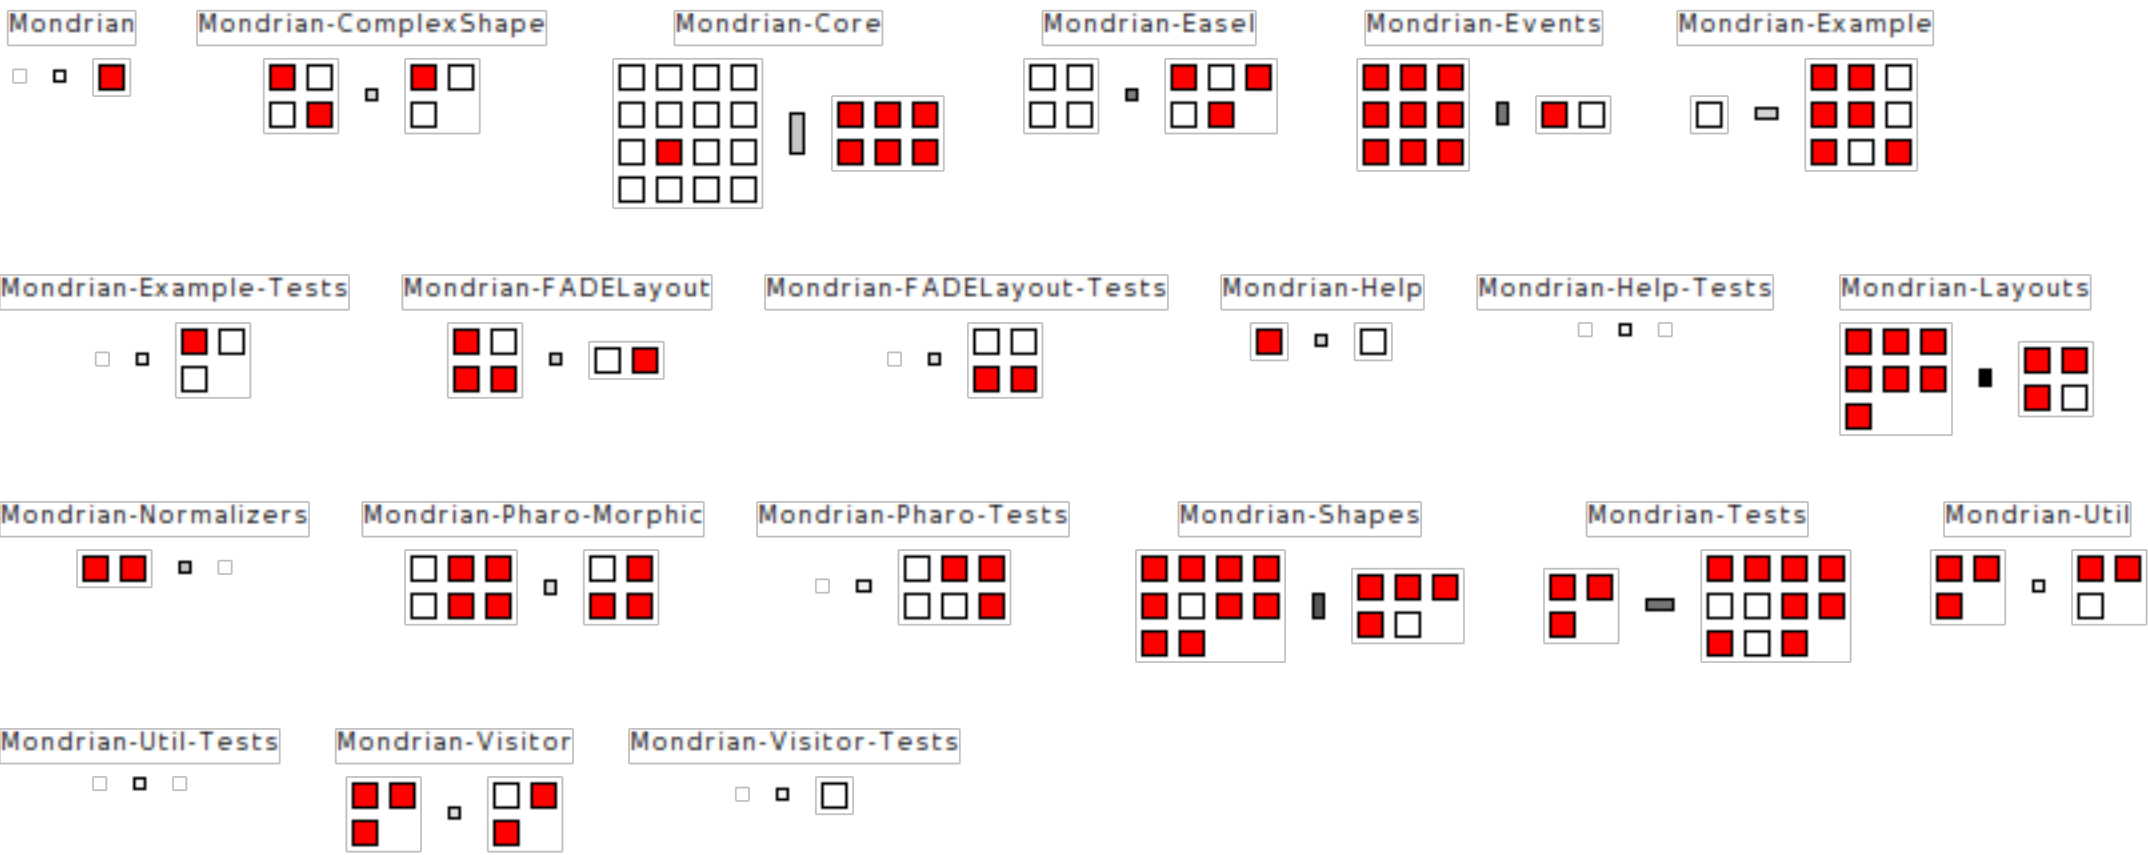 Mondrian
Mondrian-ComplexShape
Mondrian-Core
Mondrian-Easel
Mondrian-Events
Mondrian-Example
Mondrian-Example-Tests
Mondrian-FADELayout
Mondrian-FADELayout-Tests
Mondrian-Help
Mondrian-Help-Tests
Mondrian-Layouts
Mondrian-Normalizers
Mondrian-Pharo-Morphic
Mondrian-Pharo-Tests
Mondrian-Shapes
Mondrian-Tests
Mondrian-Util
Mondrian-Util-Tests
Mondrian-Visitor
Mondrian-Visitor-Tests